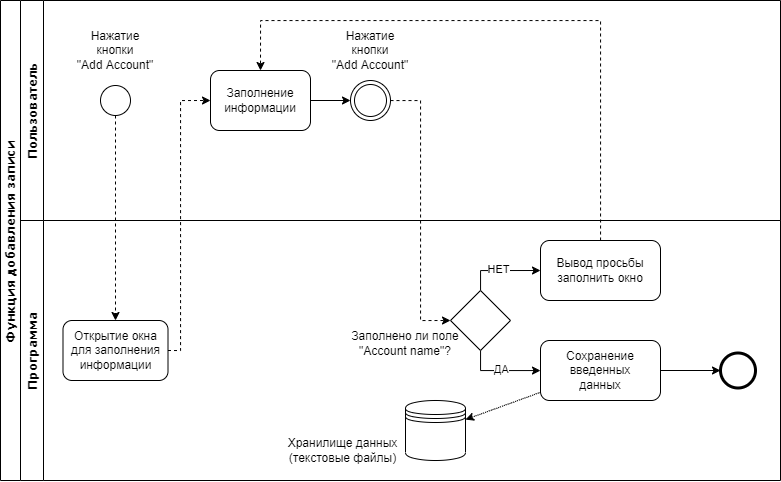 Функция добавления записи
Пользователь
Нажатие
кнопки
"Add Account"
Заполнение
информации
Нажатие
кнопки
"Add Account"
Программа
Открытие окна
для заполнения
информации
Заполнено ли поле
"Account name"?
НЕТ
Вывод просьбы
заполнить окно
ДА
Сохранение
введенных
данных
Хранилище данных
(текстовые файлы)